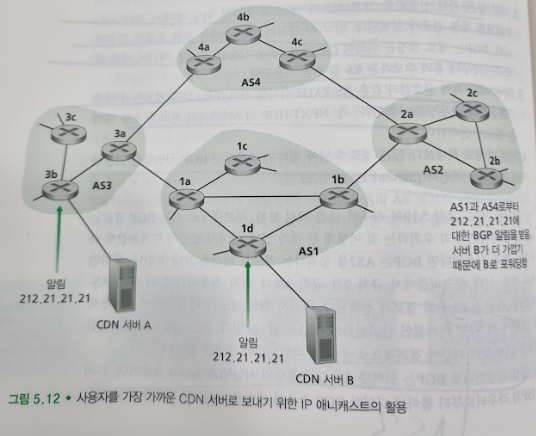 4b
4a
4c
AS4
3c
3a
3b
AS3
1c
1a
1b
1d
AS1
2c
2a
2b
AS2
AS1과 AS4로부터
212.21.21.21에
대한 BGP 알림을 받음.
서버 B가 더 가깝기
때문에 B로 포워딩함
알림
212.21.21.21
CDN 서버 A
알림
212.21.21.21
CDN 서버 B
그림 5.12 ◆ 사용자를 가장 가까운 CDN 서버로 보내기 위한 IP 애니캐스트의 활용